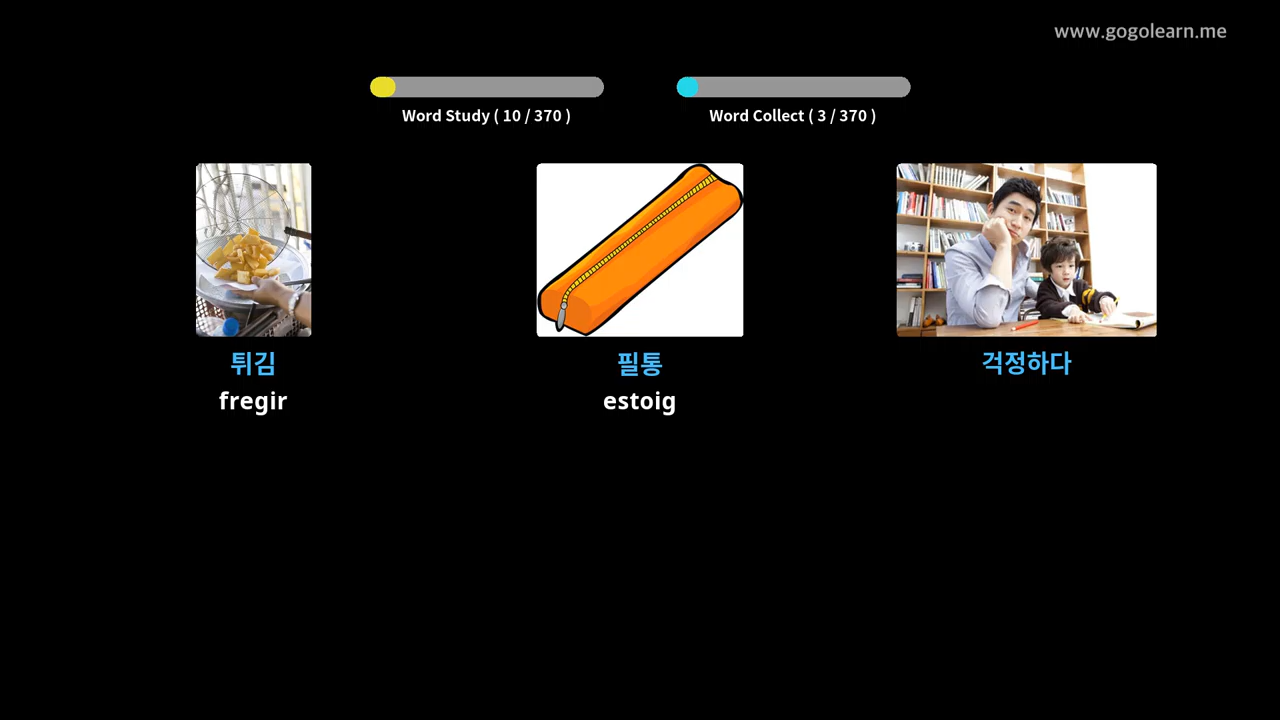 www.gogolearn.me
Word Study ( 10 / 370 )
Word Collect ( 3 / 370 )
튀김
fregir
필통
estoig
걱정하다